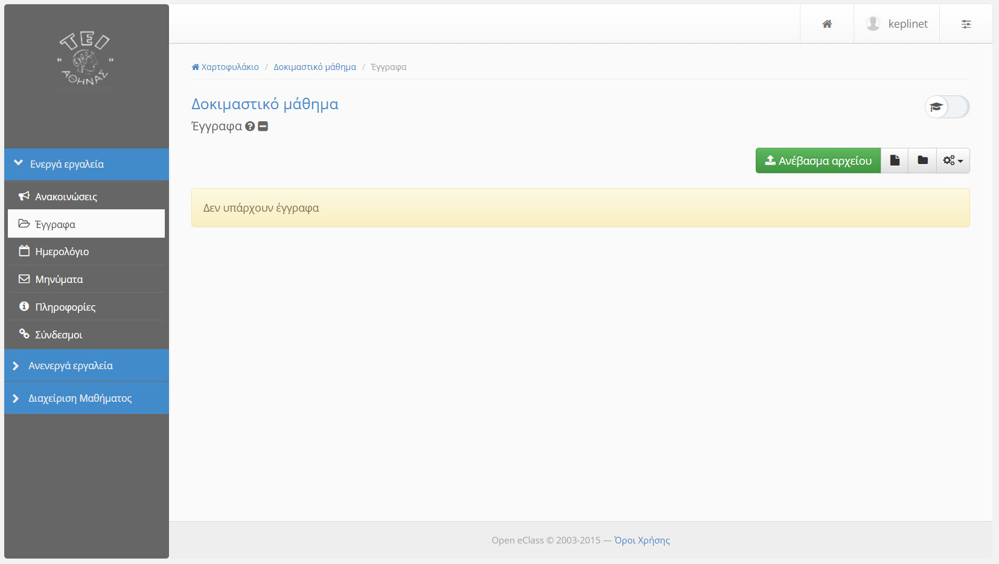 ΤΕΙ
ΑΘΗΝΑΣ
keplinet
Χαρτοφυλάκιο / Δοκιμαστικό μάθημα / Έγγραφα
Δοκιμαστικό μάθημα
Έγγραφα
Ανέβασμα αρχείου
Δεν υπάρχουν έγγραφα
Ενεργά εργαλεία
Ανακοινώσεις
Έγγραφα
Ημερολόγιο
Μηνύματα
Πληροφορίες
Σύνδεσμοι
Ανενεργά εργαλεία
Διαχείριση Μαθήματος
Open eClass © 2003-2015 — Όροι Χρήσης